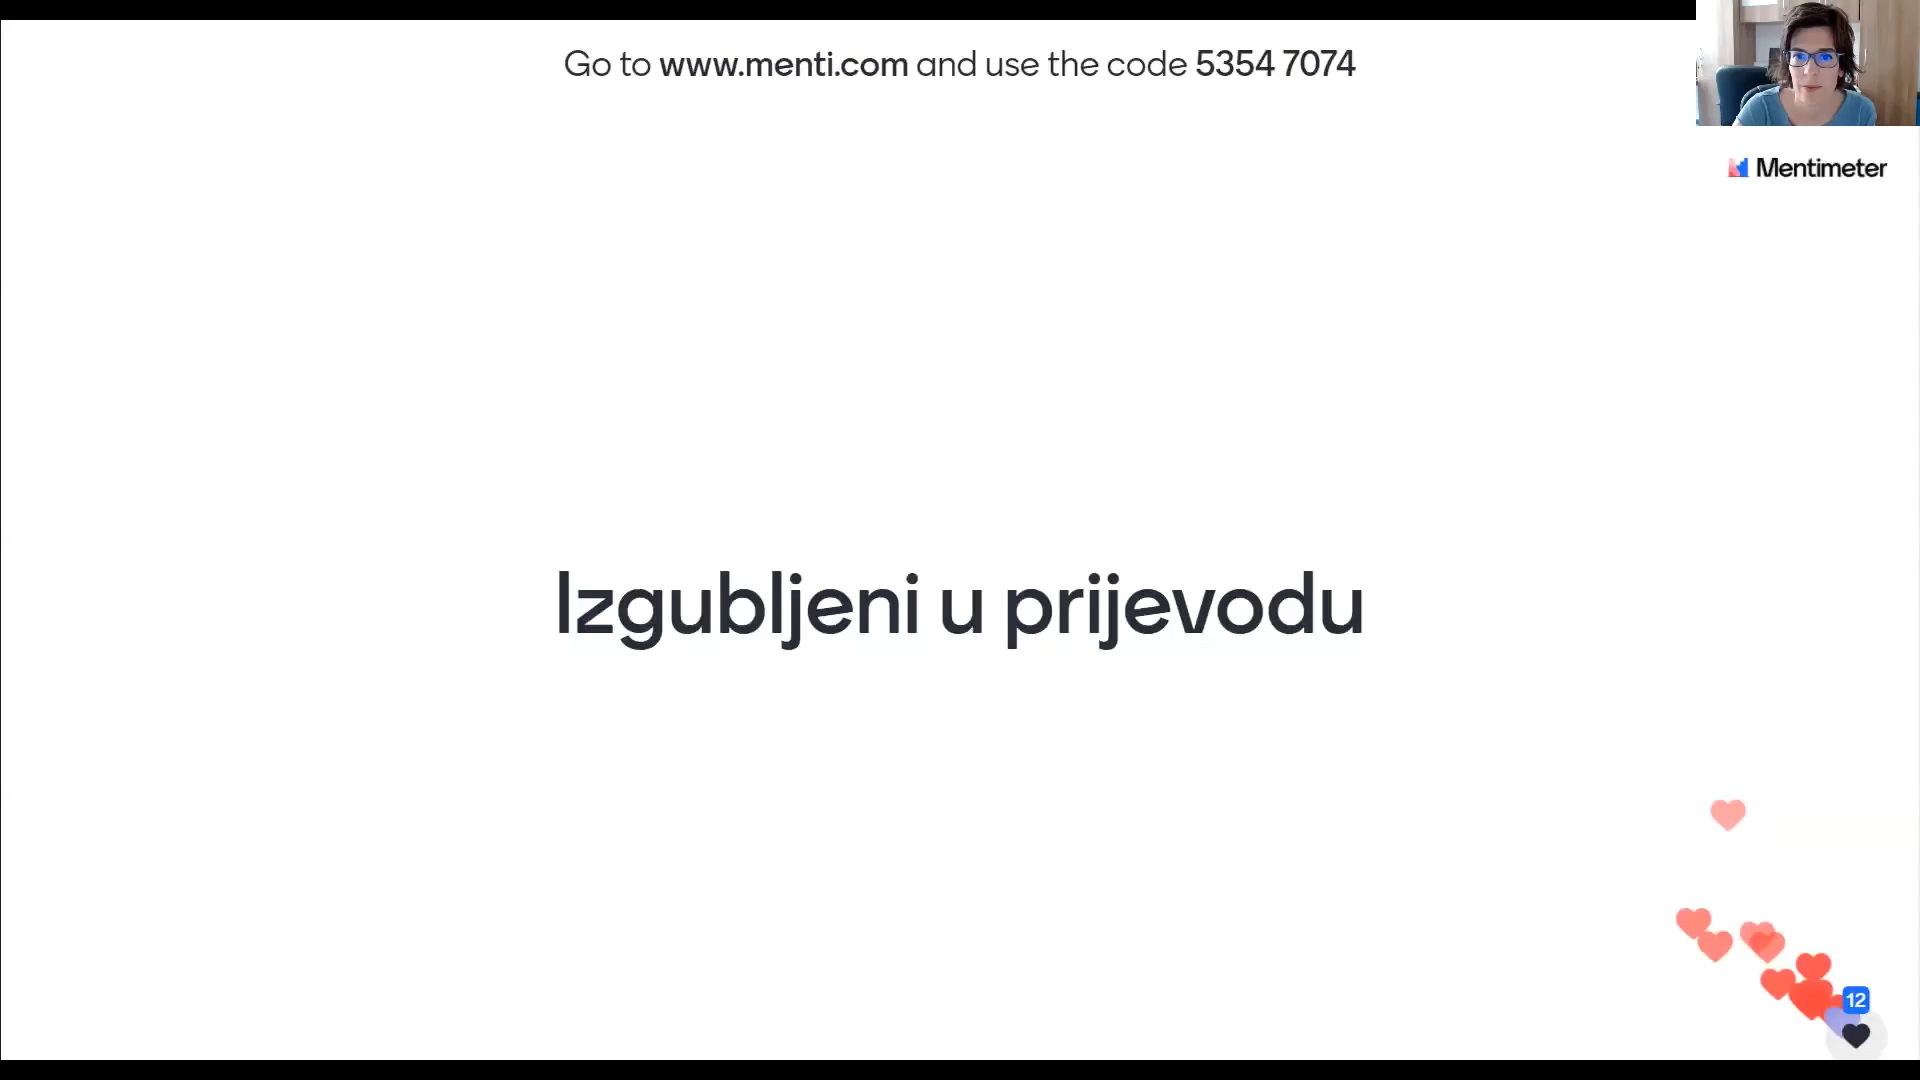 Go to www.menti.com and use the code 5354 7074
Mentimeter
Izgubljeni u prijevodu
12